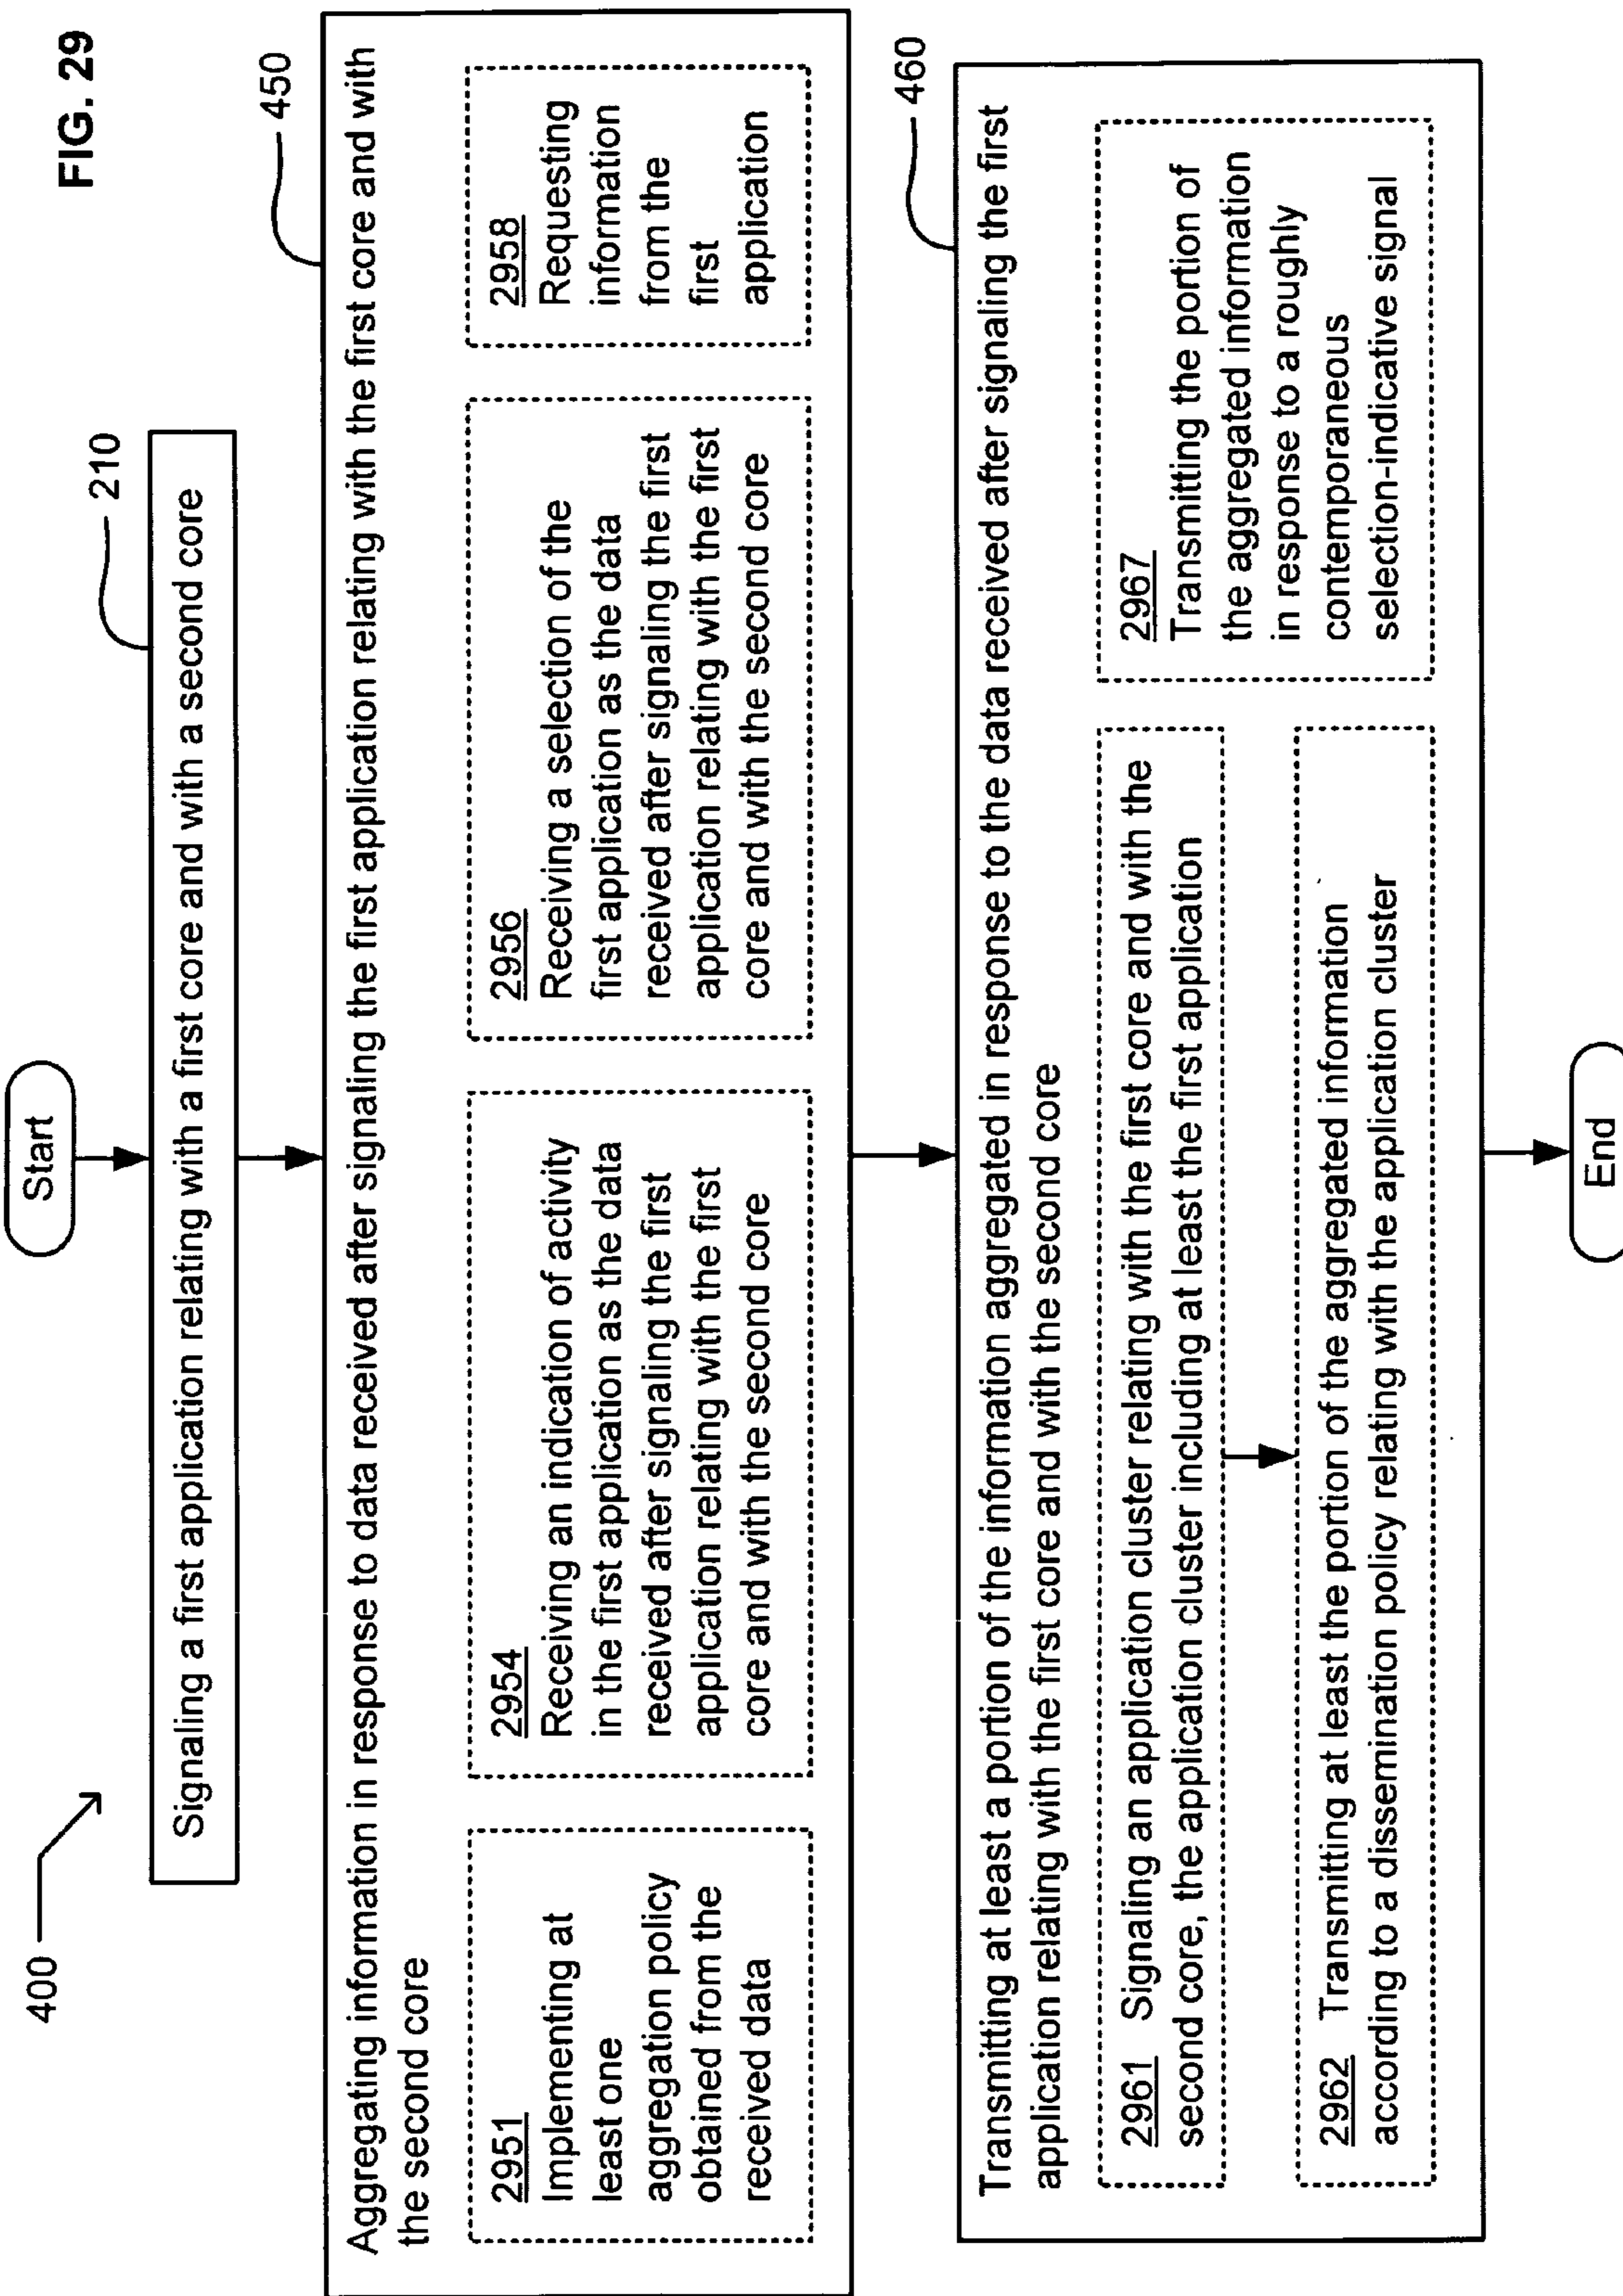 FIG. 29
400
Start
210
Signaling a first application relating with a first core and with a second core
450
Aggregating information in response to data received after signaling the first application relating with the first core and with
the second core
2951
Implementing at
least one
aggregation policy
obtained from the
received data
2954
Receiving an indication of activity
in the first application as the data
received after signaling the first
application relating with the first
core and with the second core
2956
Receiving a selection of the
first application as the data
received after signaling the first
application relating with the first
core and with the second core
2958
Requesting
information
from the
first
application
460
Transmitting at least a portion of the information aggregated in response to the data received after signaling the first
application relating with the first core and with the second core
2961 Signaling an application cluster relating with the first core and with the
second core, the application cluster including at least the first application
2962 Transmitting at least the portion of the aggregated information
according to a dissemination policy relating with the application cluster
2967
Transmitting the portion of
the aggregated information
in response to a roughly
contemporaneous
selection-indicative signal
End